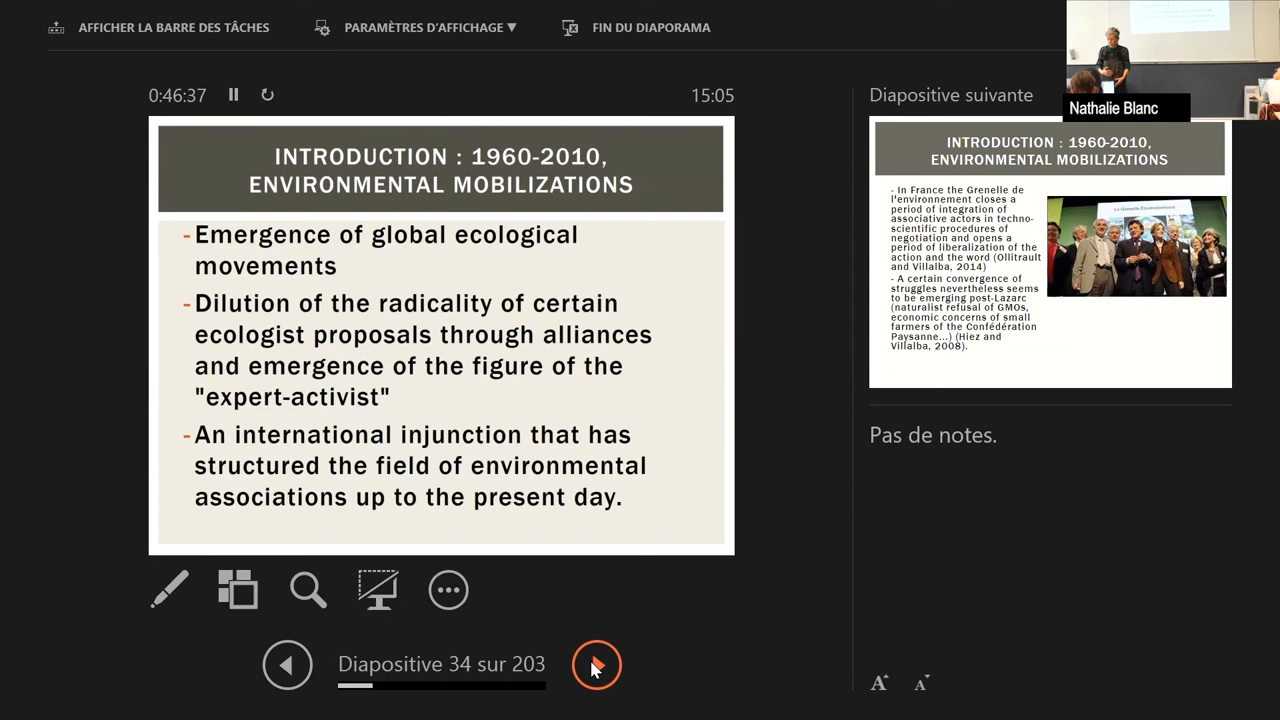 AFFICHER LA BARRE DES TÂCHES
PARAMÈTRES D'AFFICHAGE ▼
FIN DU DIAPORAMA
Nathalie Blanc
0:46:37
15:05
INTRODUCTION : 1960-2010,
ENVIRONMENTAL MOBILIZATIONS
- Emergence of global ecological
movements
- Dilution of the radicality of certain
ecologist proposals through alliances
and emergence of the figure of the
"expert-activist"
- An international injunction that has
structured the field of environmental
associations up to the present day.
Diapositive 34 sur 203
Diapositive suivante
INTRODUCTION : 1960-2010,
ENVIRONMENTAL MOBILIZATIONS
- In France the Grenelle de
l'environnement closes a
period of integration of
associative actors in techno-
scientific procedures of
negotiation and opens a
period of liberalization of the
action and the word (Ollitrault
and Villalba, 2014)
- A certain convergence of
struggles nevertheless seems
to be emerging post-Lazarc
(naturalist refusal of GMOs,
economic concerns of small
farmers of the Confédération
Paysanne...) (Hiez and
Villalba, 2008).
Pas de notes.
A A